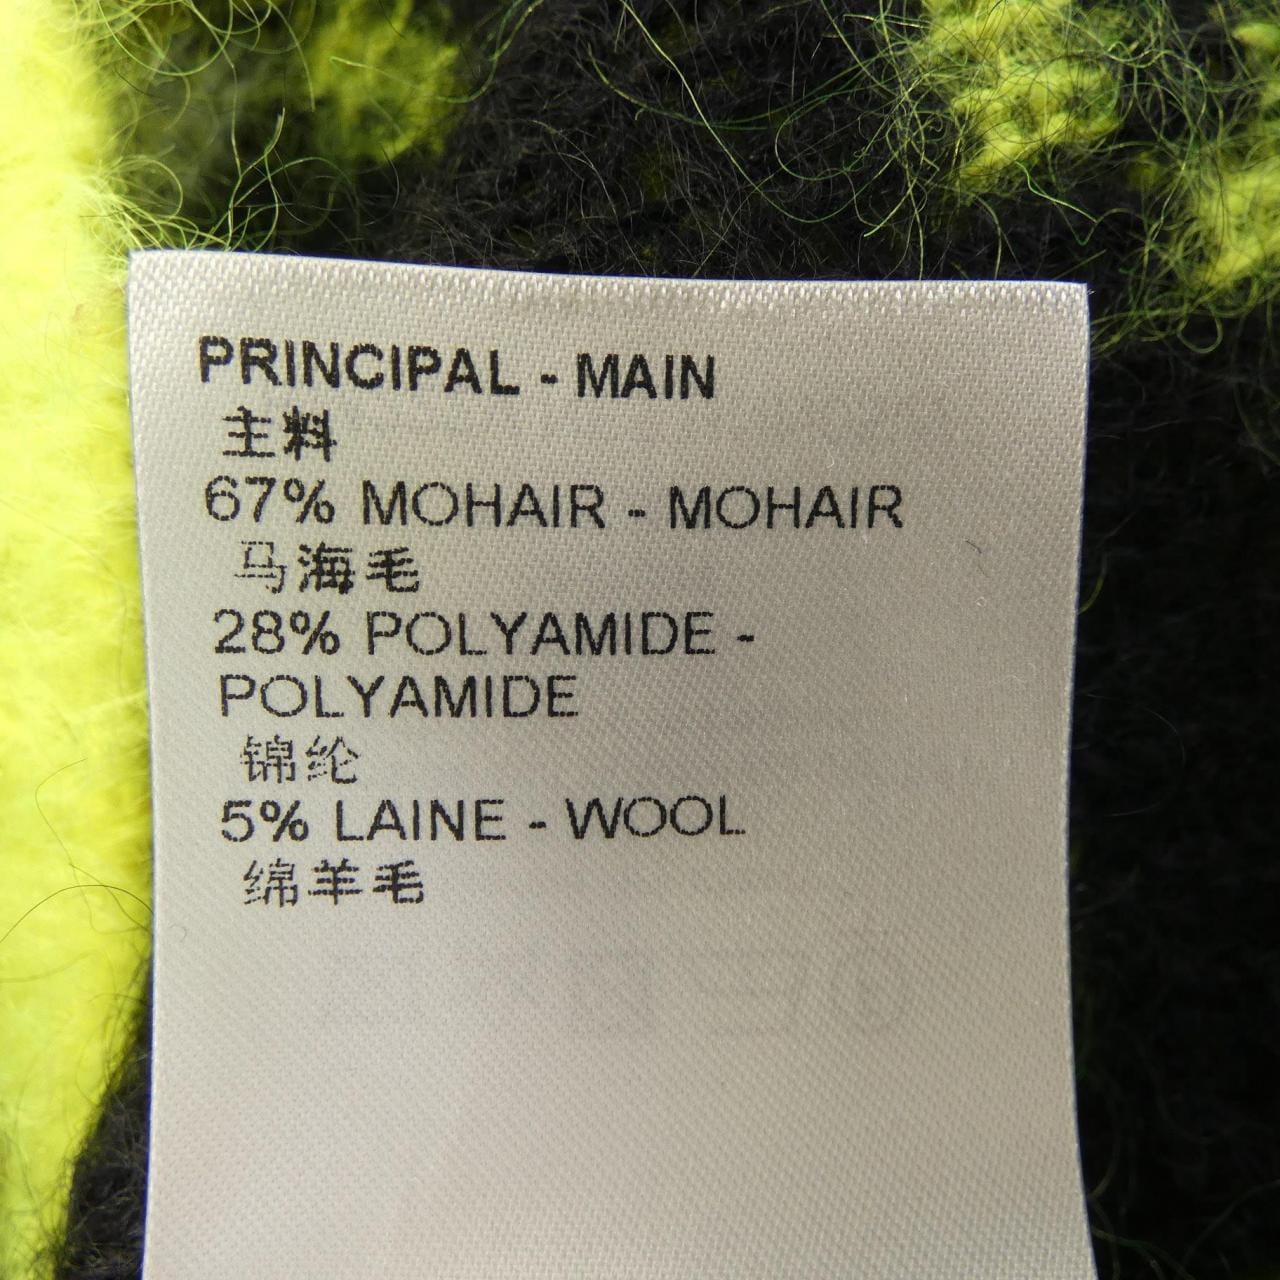 PRINCIPAL - MAIN
主料
67% MOHAIR - MOHAIR
马海毛
28% POLYAMIDE -
POLYAMIDE
锦纶
5% LAINE - WOOL
绵羊毛